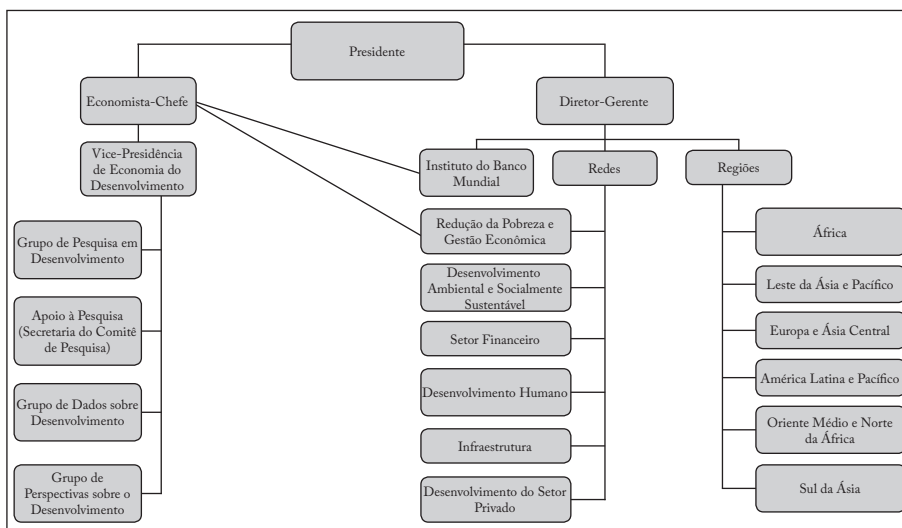 Presidente
Economista-Chefe
Diretor-Gerente
Vice-Presidência
de Economia do
Desenvolvimento
Instituto do Banco
Mundial
Redes
Regiões
Grupo de Pesquisa em
Desenvolvimento
Apoio à Pesquisa
(Secretaria do Comitê
de Pesquisa)
Grupo de Dados sobre
Desenvolvimento
Grupo de
Perspectivas sobre o
Desenvolvimento
Redução da Pobreza e
Gestão Econômica
Desenvolvimento
Ambiental e Socialmente
Sustentável
Setor Financeiro
Desenvolvimento Humano
Infraestrutura
Desenvolvimento do Setor
Privado
África
Leste da Ásia e Pacífico
Europa e Ásia Central
América Latina e Pacífico
Oriente Médio e Norte
da África
Sul da Ásia